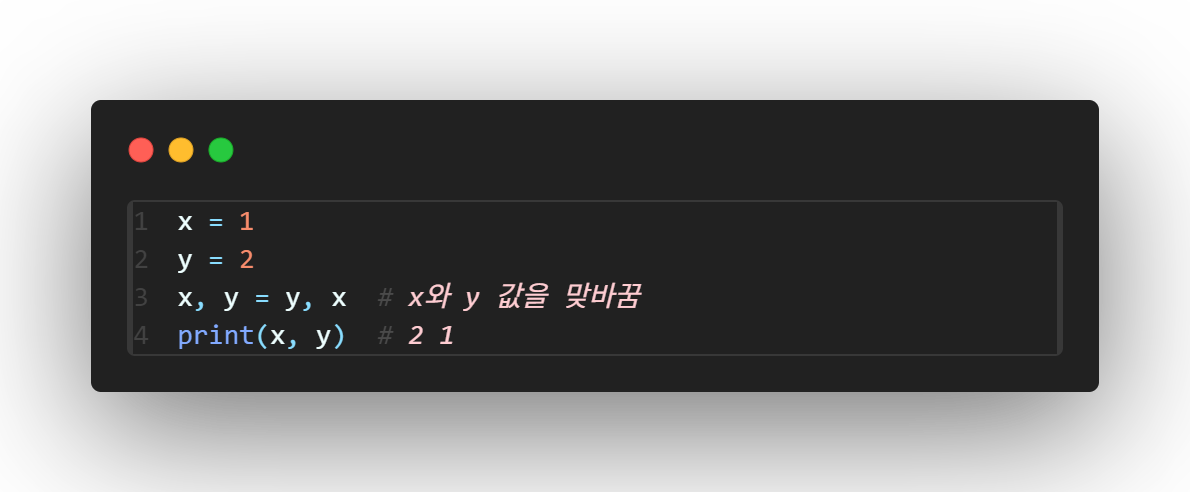 1 x = 1
2 y = 2
3 x, y = y, x  # x와 y 값을 맞바꿈
4 print(x, y)  # 2 1